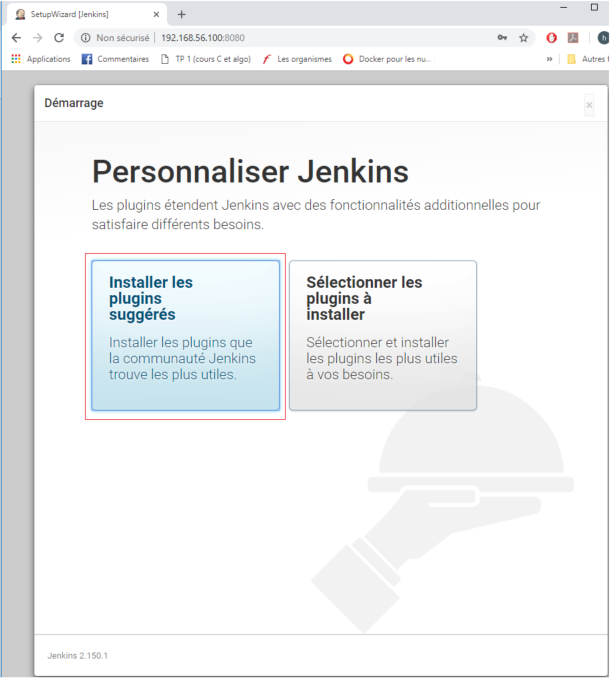 SetupWizard [Jenkins]
Non sécurisé | 192.168.56.100:8080
Applications Commentaires TP 1 (cours C et algo) Les organismes Docker pour les nu... » Autres f
Démarrage
Personnaliser Jenkins
Les plugins étendent Jenkins avec des fonctionnalités additionnelles pour
satisfaire différents besoins.
Installer les
plugins
suggérés
Installer les plugins que
la communauté Jenkins
trouve les plus utiles.
Sélectionner les
plugins à
installer
Sélectionner et installer
les plugins les plus utiles
à vos besoins.
Jenkins 2.150.1